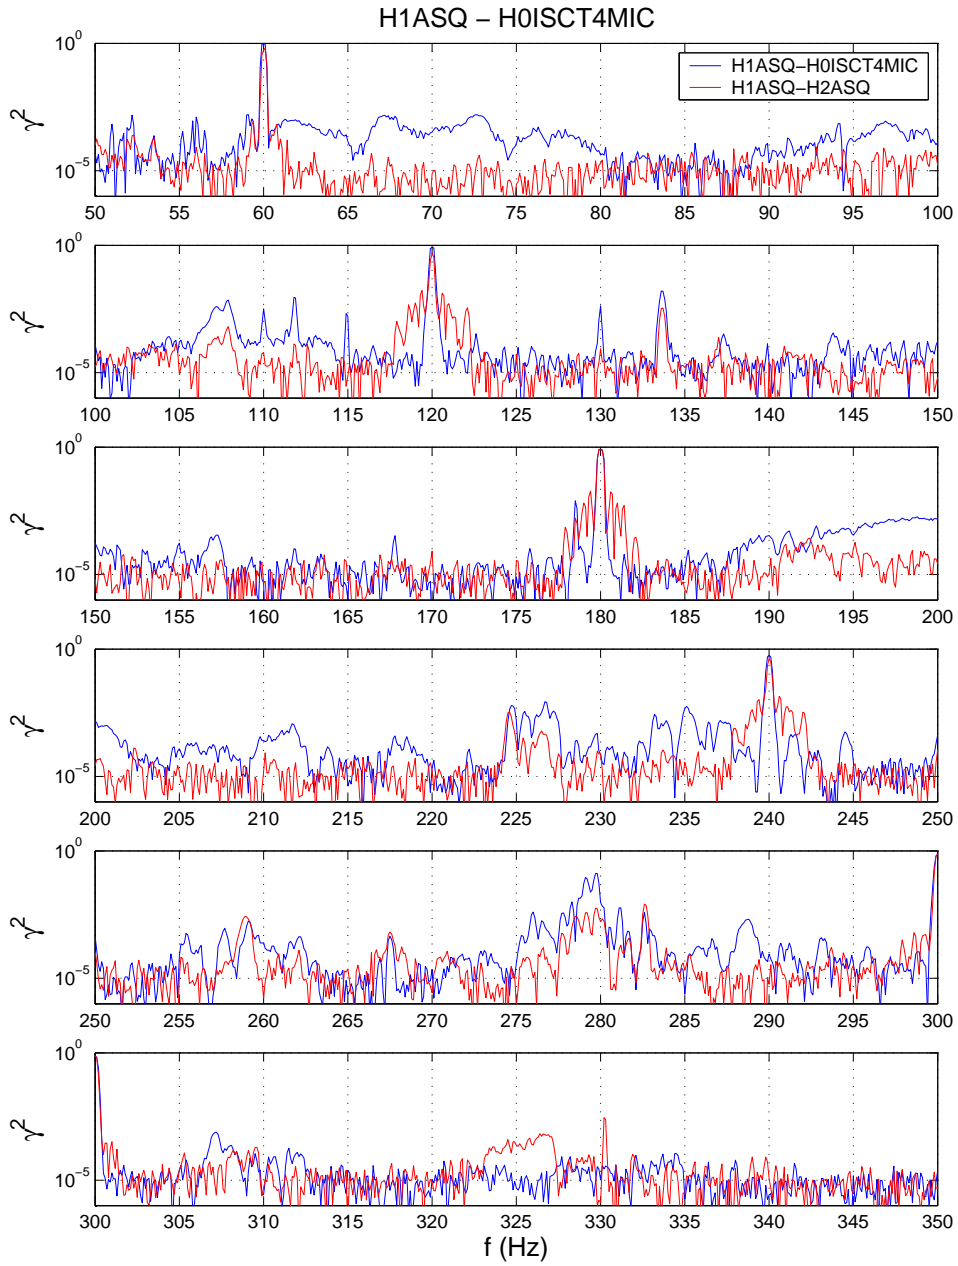 H1ASQ – H0ISCT4MIC
10^0
10^-5
γ^2
H1ASQ–H0ISCT4MIC
H1ASQ–H2ASQ
50 55 60 65 70 75 80 85 90 95 100
10^0
10^-5
γ^2
100 105 110 115 120 125 130 135 140 145 150
10^0
10^-5
γ^2
150 155 160 165 170 175 180 185 190 195 200
10^0
10^-5
γ^2
200 205 210 215 220 225 230 235 240 245 250
10^0
10^-5
γ^2
250 255 260 265 270 275 280 285 290 295 300
10^0
10^-5
γ^2
300 305 310 315 320 325 330 335 340 345 350
f (Hz)